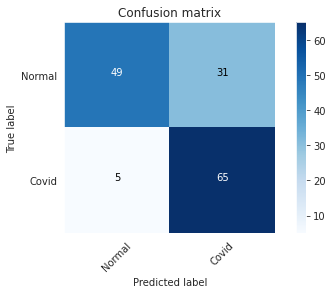 Confusion matrix
True label
Normal
49
31
Covid
5
65
Normal
Covid
Predicted label
60
50
40
30
20
10